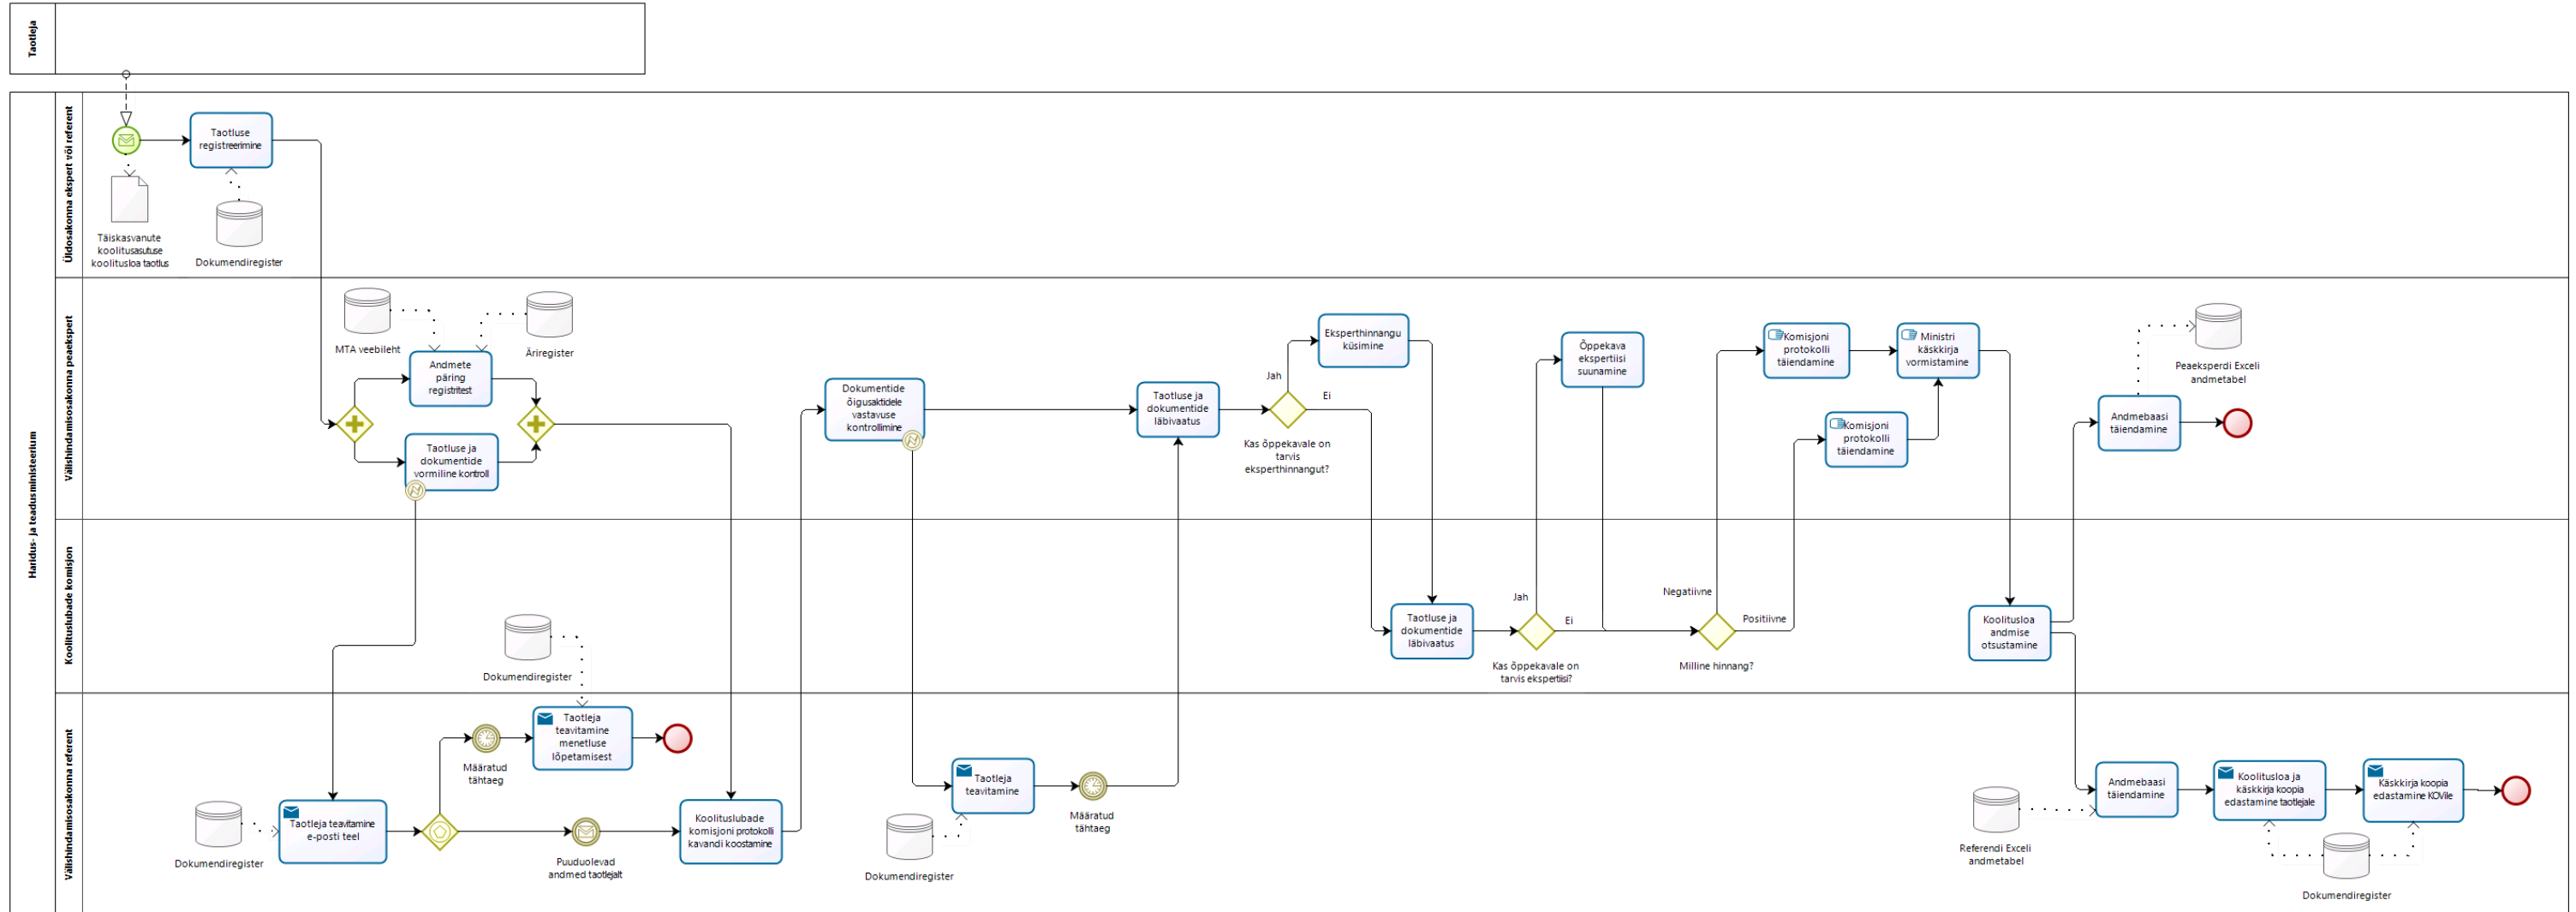 Taotleja
Haridus- ja teadusministeerium
Üldosakonna ekspert või referent
Taotluse
registreerimine
Täiskasvanute
koolitusasutuse
koolitusloa taotlus
Dokumendiregister
Välishindamisosakonna peaekspert
MTA veebileht
Äriregister
Andmete
päring
registritest
Taotluse ja
dokumentide
vormiline kontroll
Dokumentide
õigusaktidele
vastavuse
kontrollimine
Taotluse ja
dokumentide
läbivaatus
Jah
Ei
Kas õppekavale on
tarvis
eksperthinnangut?
Eksperthinnangu
küsimine
Õppekava
ekspertiisi
suunamine
Komisjoni
protokolli
täiendamine
Komisjoni
protokolli
täiendamine
Ministri
käskkirja
vormistamine
Andmebaasi
täiendamine
Peaeksperdi Exceli
andmetabel
Koolituslubade komisjon
Taotluse ja
dokumentide
läbivaatus
Jah
Ei
Kas õppekavale on
tarvis ekspertiisi?
Negatiivne
Positiivne
Milline hinnang?
Koolitusloa
andmise
otsustamine
Välishindamisosakonna referent
Dokumendiregister
Dokumendiregister
Taotleja teavitamine
e-posti teel
Määratud
tähtaeg
Taotleja
teavitamine
menetluse
lõpetamisest
Puuduolevad
andmed taotlejalt
Koolituslubade
komisjoni protokolli
kavandi koostamine
Dokumendiregister
Taotleja
teavitamine
Määratud
tähtaeg
Referendi Exceli
andmetabel
Andmebaasi
täiendamine
Koolitusloa ja
käskkirja koopia
edastamine taotlejale
Käskkirja koopia
edastamine KOVile
Dokumendiregister